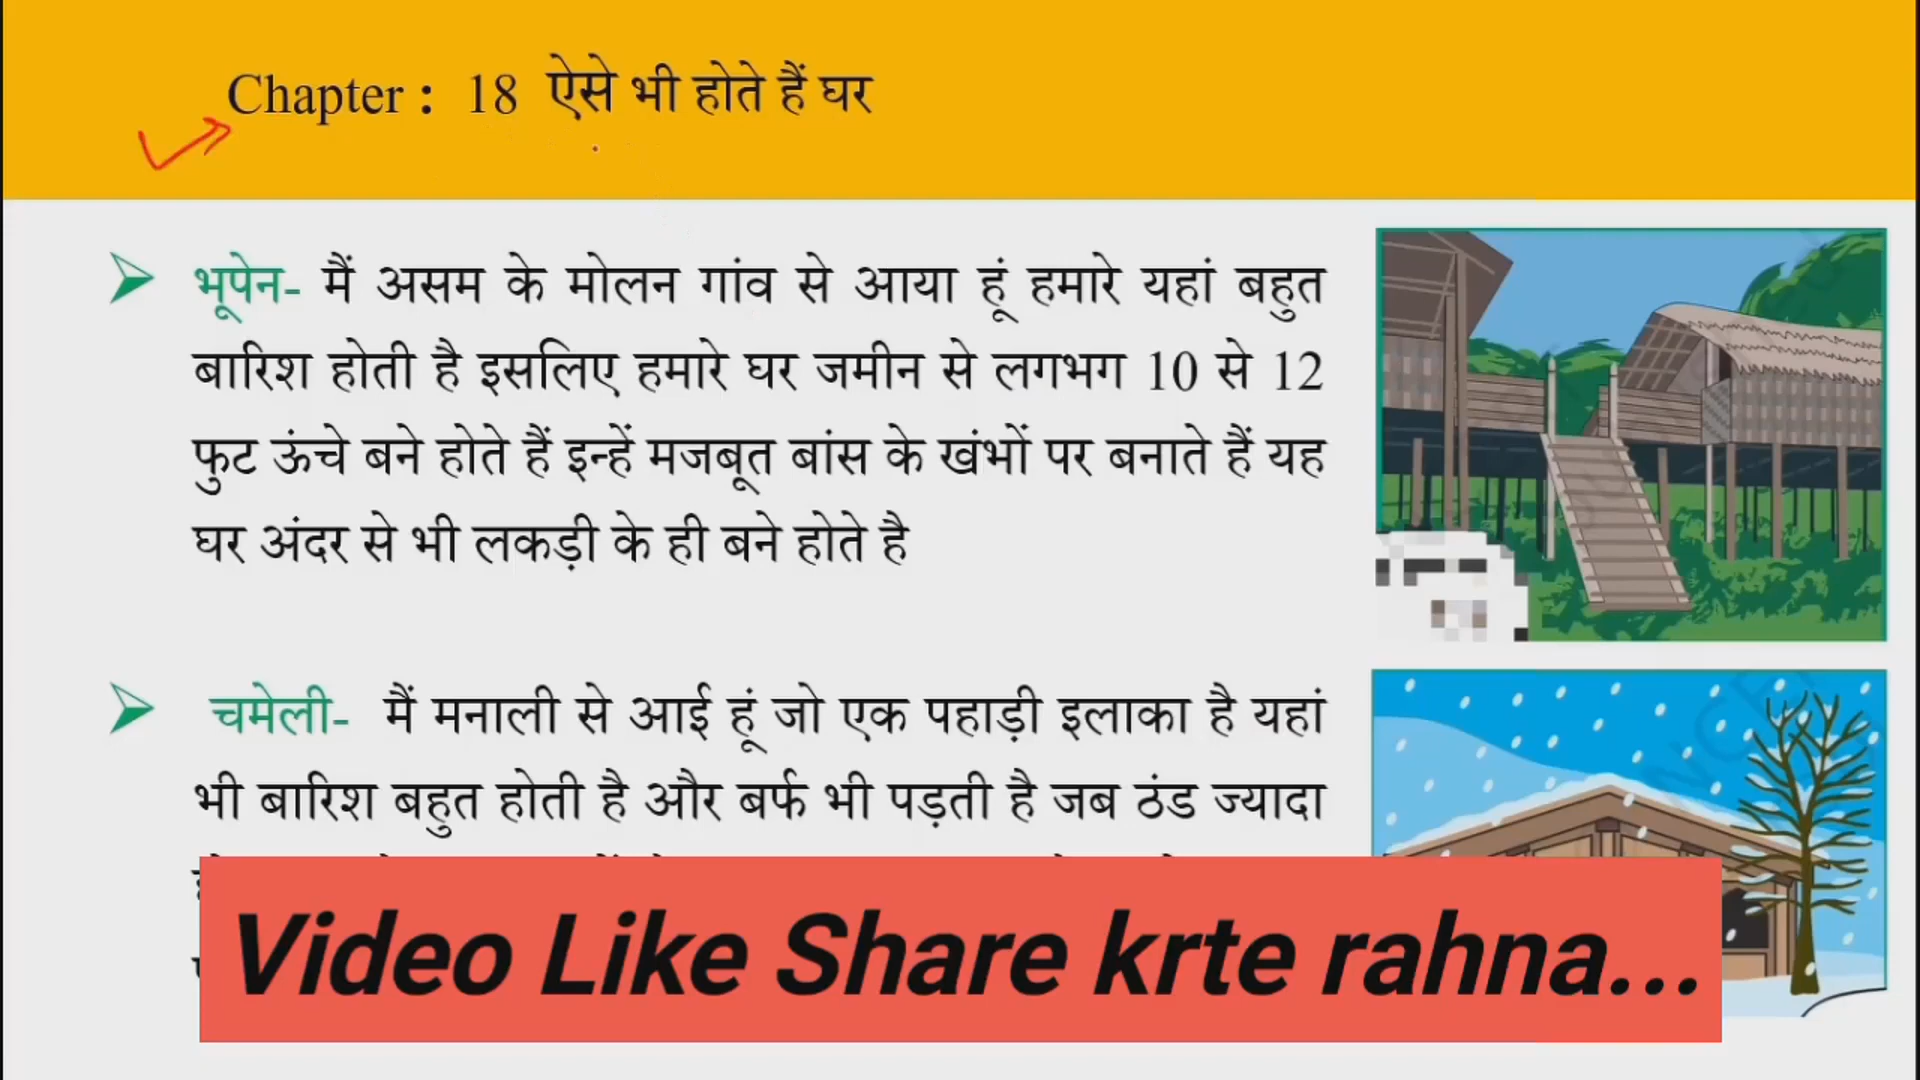 Chapter : 18 ऐसे भी होते हैं घर
भूपेन- मैं असम के मोलन गांव से आया हूं हमारे यहां बहुत
बारिश होती है इसलिए हमारे घर जमीन से लगभग 10 से 12
फुट ऊंचे बने होते हैं इन्हें मजबूत बांस के खंभों पर बनाते हैं यह
घर अंदर से भी लकड़ी के ही बने होते है
चमेली- मैं मनाली से आई हूं जो एक पहाड़ी इलाका है यहां
भी बारिश बहुत होती है और बर्फ भी पड़ती है जब ठंड ज्यादा
Video Like Share krte rahna...